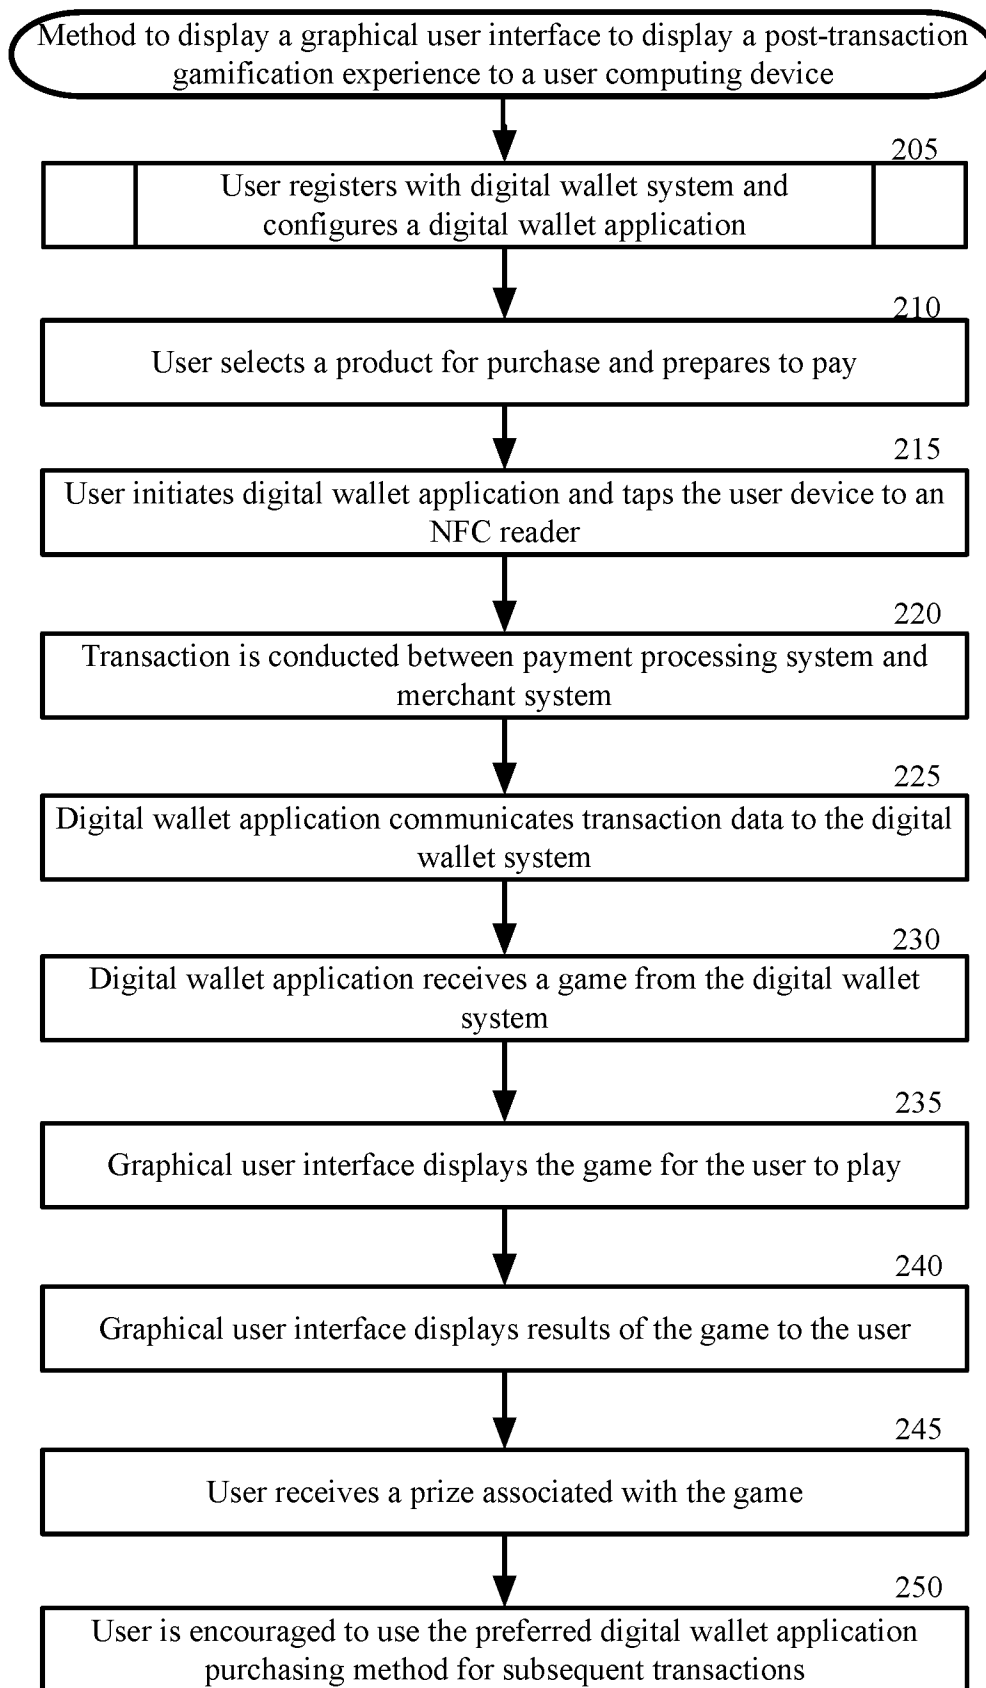 Method to display a graphical user interface to display a post-transaction
gamification experience to a user computing device
205
User registers with digital wallet system and
configures a digital wallet application
210
User selects a product for purchase and prepares to pay
215
User initiates digital wallet application and taps the user device to an
NFC reader
220
Transaction is conducted between payment processing system and
merchant system
225
Digital wallet application communicates transaction data to the digital
wallet system
230
Digital wallet application receives a game from the digital wallet
system
235
Graphical user interface displays the game for the user to play
240
Graphical user interface displays results of the game to the user
245
User receives a prize associated with the game
250
User is encouraged to use the preferred digital wallet application
purchasing method for subsequent transactions